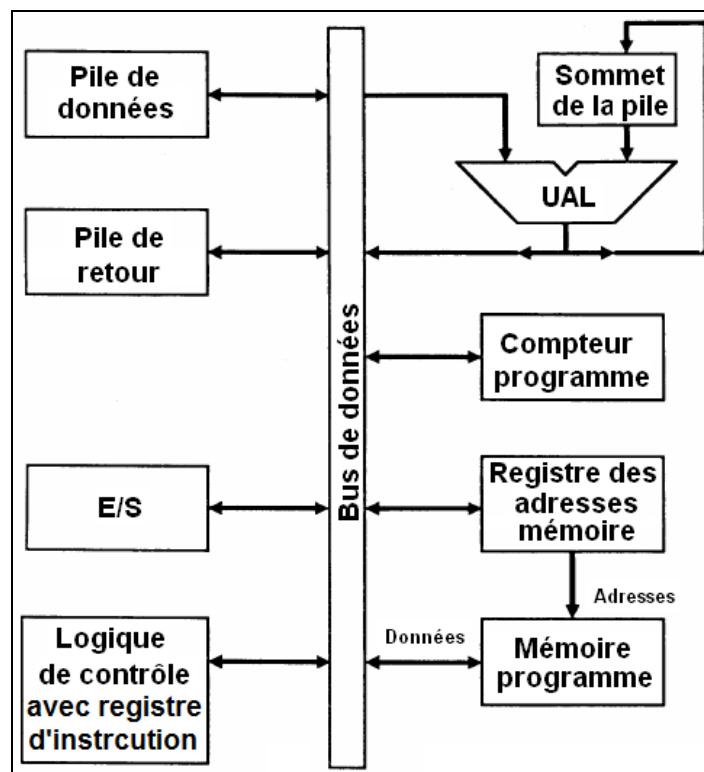 Pile de
données
Sommet
de la pile
UAL
Pile de
retour
Bus de données
Compteur
programme
E/S
Registre des
adresses
mémoire
Adresses
Logique
de contrôle
avec registre
d'instrcution
Données
Mémoire
programme